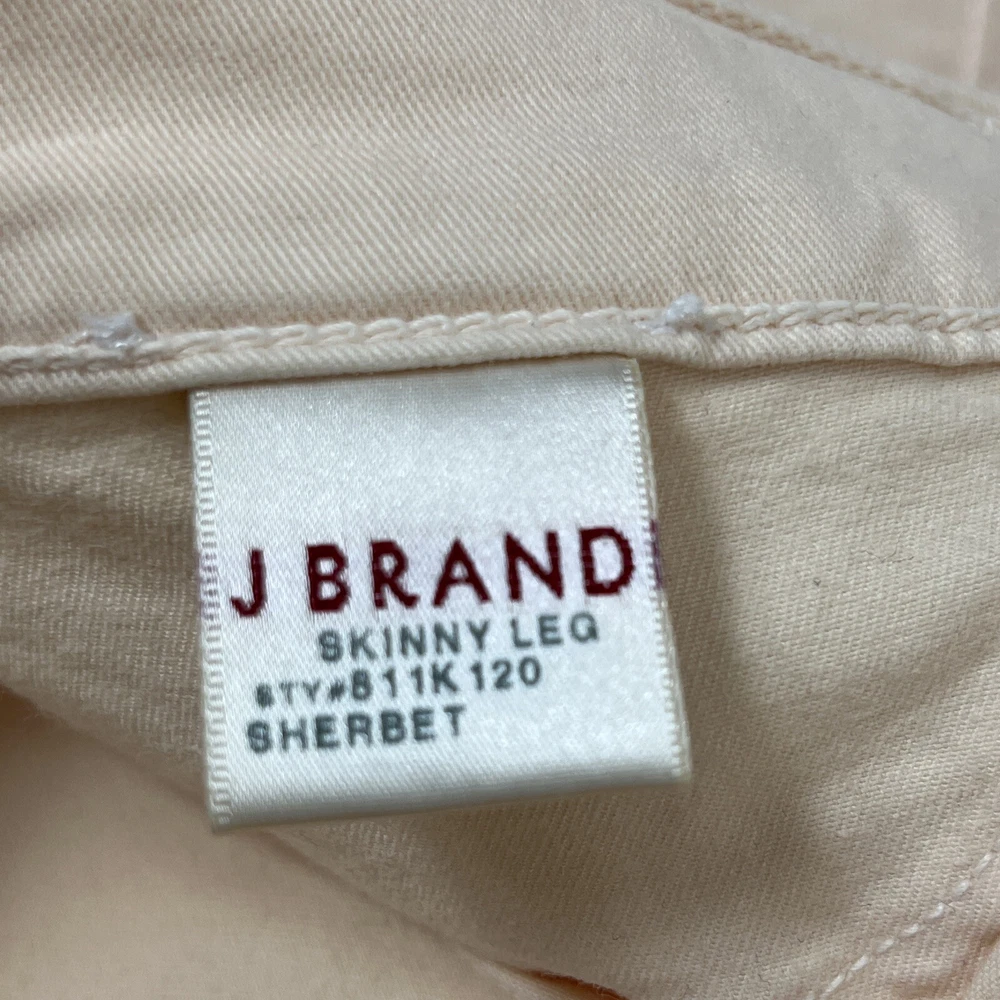 J BRAND
SKINNY LEG
STY#811K120
SHERBET